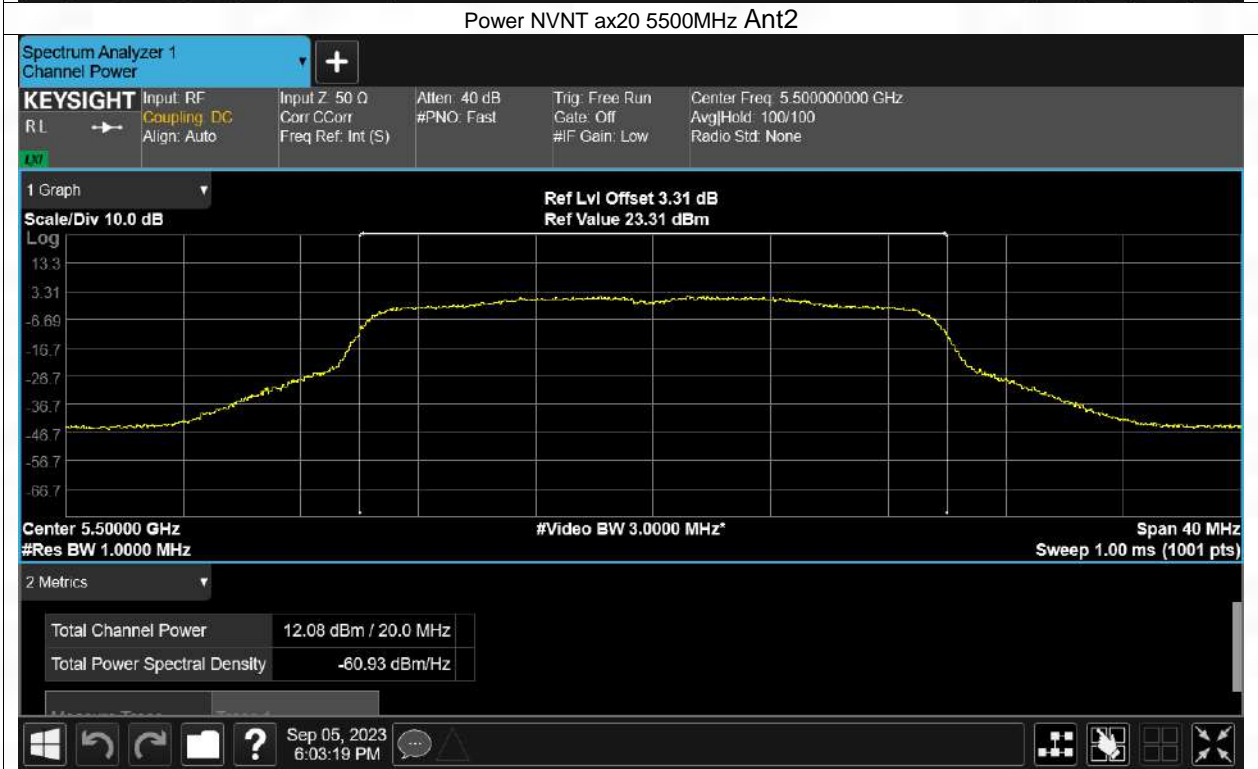 Power NVNT ax20 5500MHz Ant2
Spectrum Analyzer 1
Channel Power
KEYSIGHT
RL
LXI
Input: RF
Coupling: DC
Align: Auto
Input Z: 50 Ω
Corr CCorr
Freq Ref: Int (S)
Atten: 40 dB
#PNO: Fast
Trig: Free Run
Gate: Off
#IF Gain: Low
Center Freq: 5.500000000 GHz
Avg|Hold: 100/100
Radio Std: None
1 Graph
Scale/Div 10.0 dB
Ref Lvl Offset 3.31 dB
Ref Value 23.31 dBm
Log
13.3
3.31
-6.69
-16.7
-26.7
-36.7
-46.7
-56.7
-66.7
Center 5.50000 GHz
#Video BW 3.0000 MHz*
Span 40 MHz
#Res BW 1.0000 MHz
Sweep 1.00 ms (1001 pts)
2 Metrics
Total Channel Power 12.08 dBm / 20.0 MHz
Total Power Spectral Density -60.93 dBm/Hz
?
Sep 05, 2023
6:03:19 PM